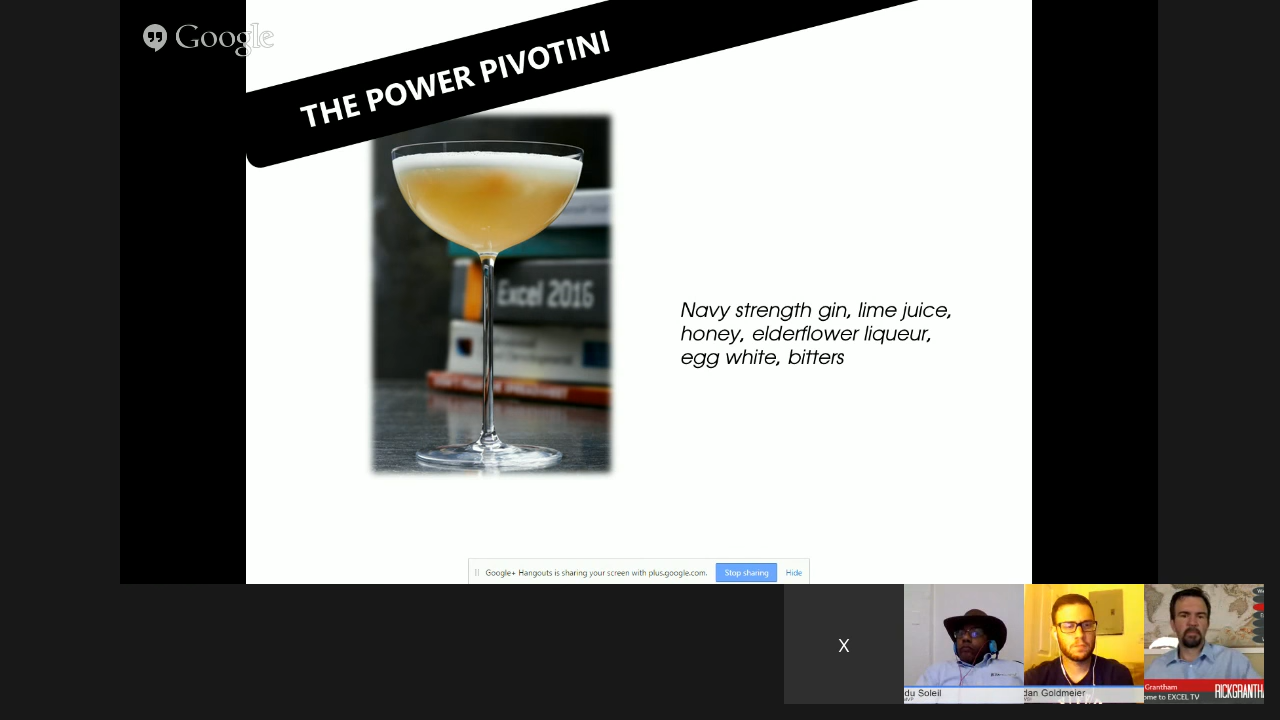 Google
THE POWER PIVOTINI
Excel 2016
Navy strength gin, lime juice,
honey, elderflower liqueur,
egg white, bitters
Google+ Hangouts is sharing your screen with plus.google.com.
Stop sharing
Hide
X
du Soleil
dan Goldmeier
Grantham
ome to EXCEL TV
RICKGRANTH